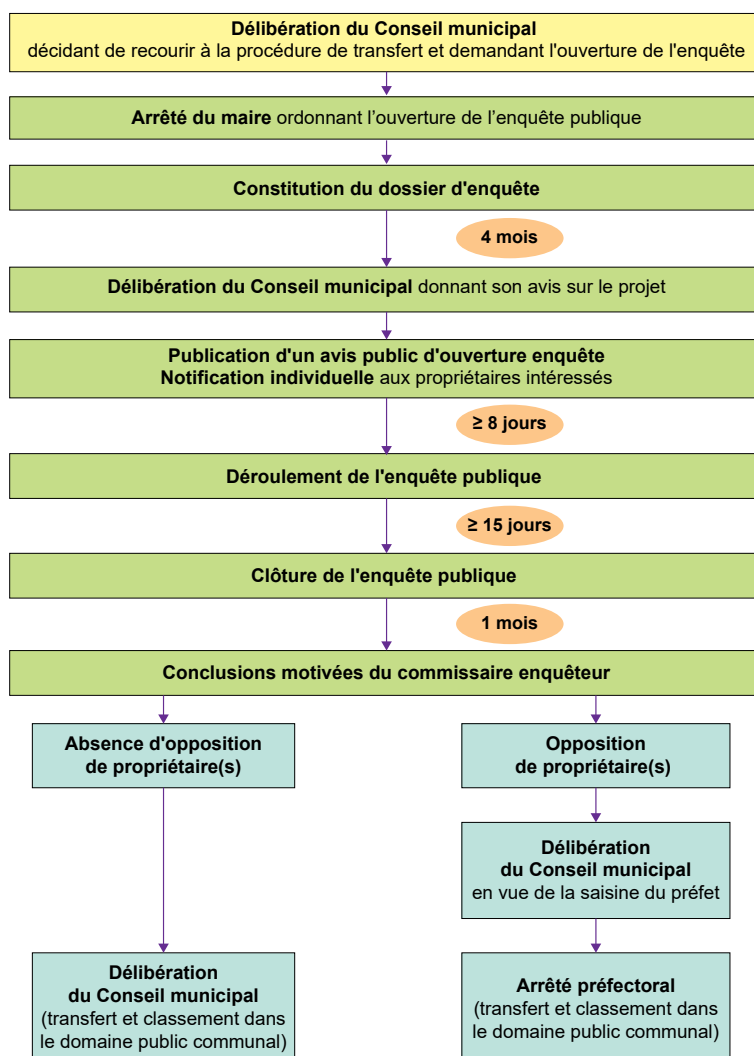 Délibération du Conseil municipal
décidant de recourir à la procédure de transfert et demandant l'ouverture de l'enquête
Arrêté du maire ordonnant l’ouverture de l’enquête publique
Constitution du dossier d'enquête
4 mois
Délibération du Conseil municipal donnant son avis sur le projet
Publication d'un avis public d'ouverture enquête
Notification individuelle aux propriétaires intéressés
≥ 8 jours
Déroulement de l'enquête publique
≥ 15 jours
Clôture de l'enquête publique
1 mois
Conclusions motivées du commissaire enquêteur
Absence d'opposition
de propriétaire(s)
Opposition
de propriétaire(s)
Délibération
du Conseil municipal
en vue de la saisine du préfet
Délibération
du Conseil municipal
(transfert et classement dans
le domaine public communal)
Arrêté préfectoral
(transfert et classement dans
le domaine public communal)